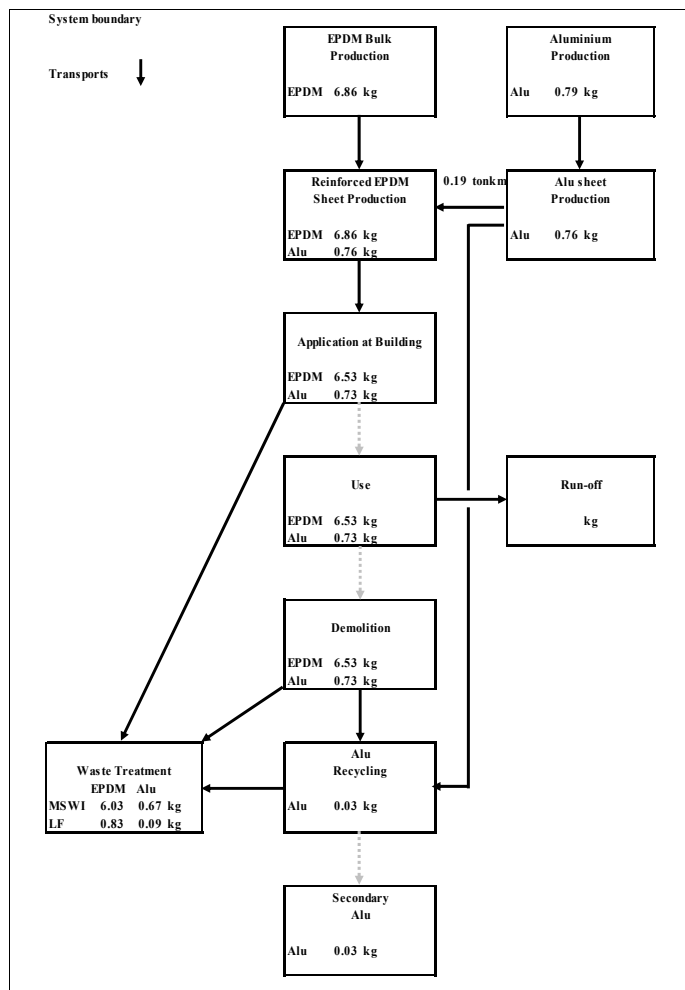 System boundary
Transports
EPDM Bulk
Production
EPDM 6.86 kg
Aluminium
Production
Alu 0.79 kg
Reinforced EPDM
Sheet Production
EPDM 6.86 kg
Alu 0.76 kg
0.19 tonkm
Alu sheet
Production
Alu 0.76 kg
Application at Building
EPDM 6.53 kg
Alu 0.73 kg
Use
EPDM 6.53 kg
Alu 0.73 kg
Run-off
kg
Demolition
EPDM 6.53 kg
Alu 0.73 kg
Waste Treatment
EPDM Alu
MSWI 6.03 0.67 kg
LF 0.83 0.09 kg
Alu
Recycling
Alu 0.03 kg
Secondary
Alu
Alu 0.03 kg